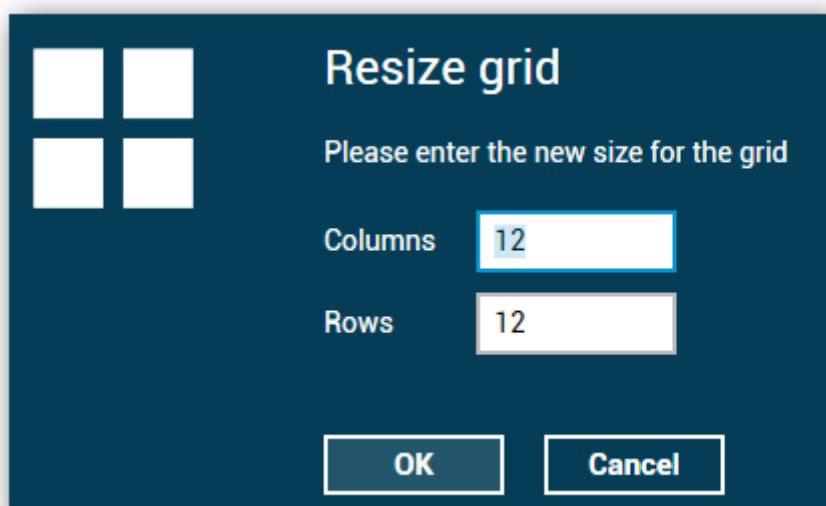 Resize grid
Please enter the new size for the grid
Columns 12
Rows 12
OK Cancel